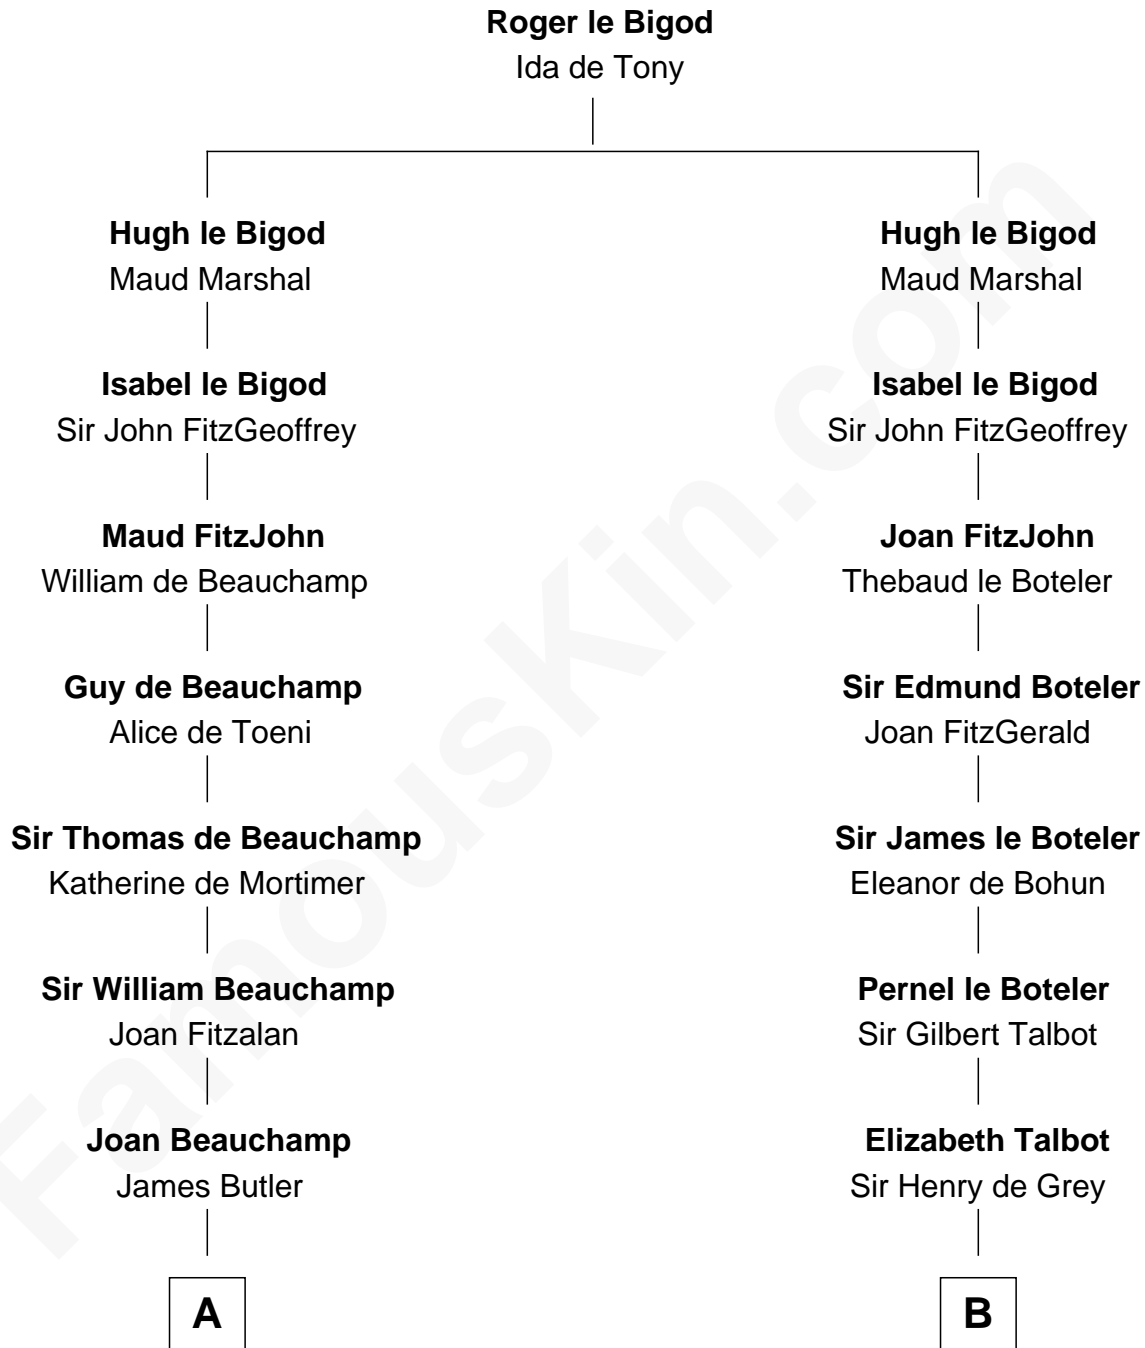 Roger le Bigod
Ida de Tony
Hugh le Bigod
Maud Marshal
Hugh le Bigod
Maud Marshal
Isabel le Bigod
Sir John FitzGeoffrey
Isabel le Bigod
Sir John FitzGeoffrey
Maud FitzJohn
William de Beauchamp
Joan FitzJohn
Thebaud le Boteler
Guy de Beauchamp
Alice de Toeni
Sir Edmund Boteler
Joan FitzGerald
Sir Thomas de Beauchamp
Katherine de Mortimer
Sir James le Boteler
Eleanor de Bohun
Sir William Beauchamp
Joan Fitzalan
Pernel le Boteler
Sir Gilbert Talbot
Joan Beauchamp
James Butler
Elizabeth Talbot
Sir Henry de Grey
A
B
FamousKin.com